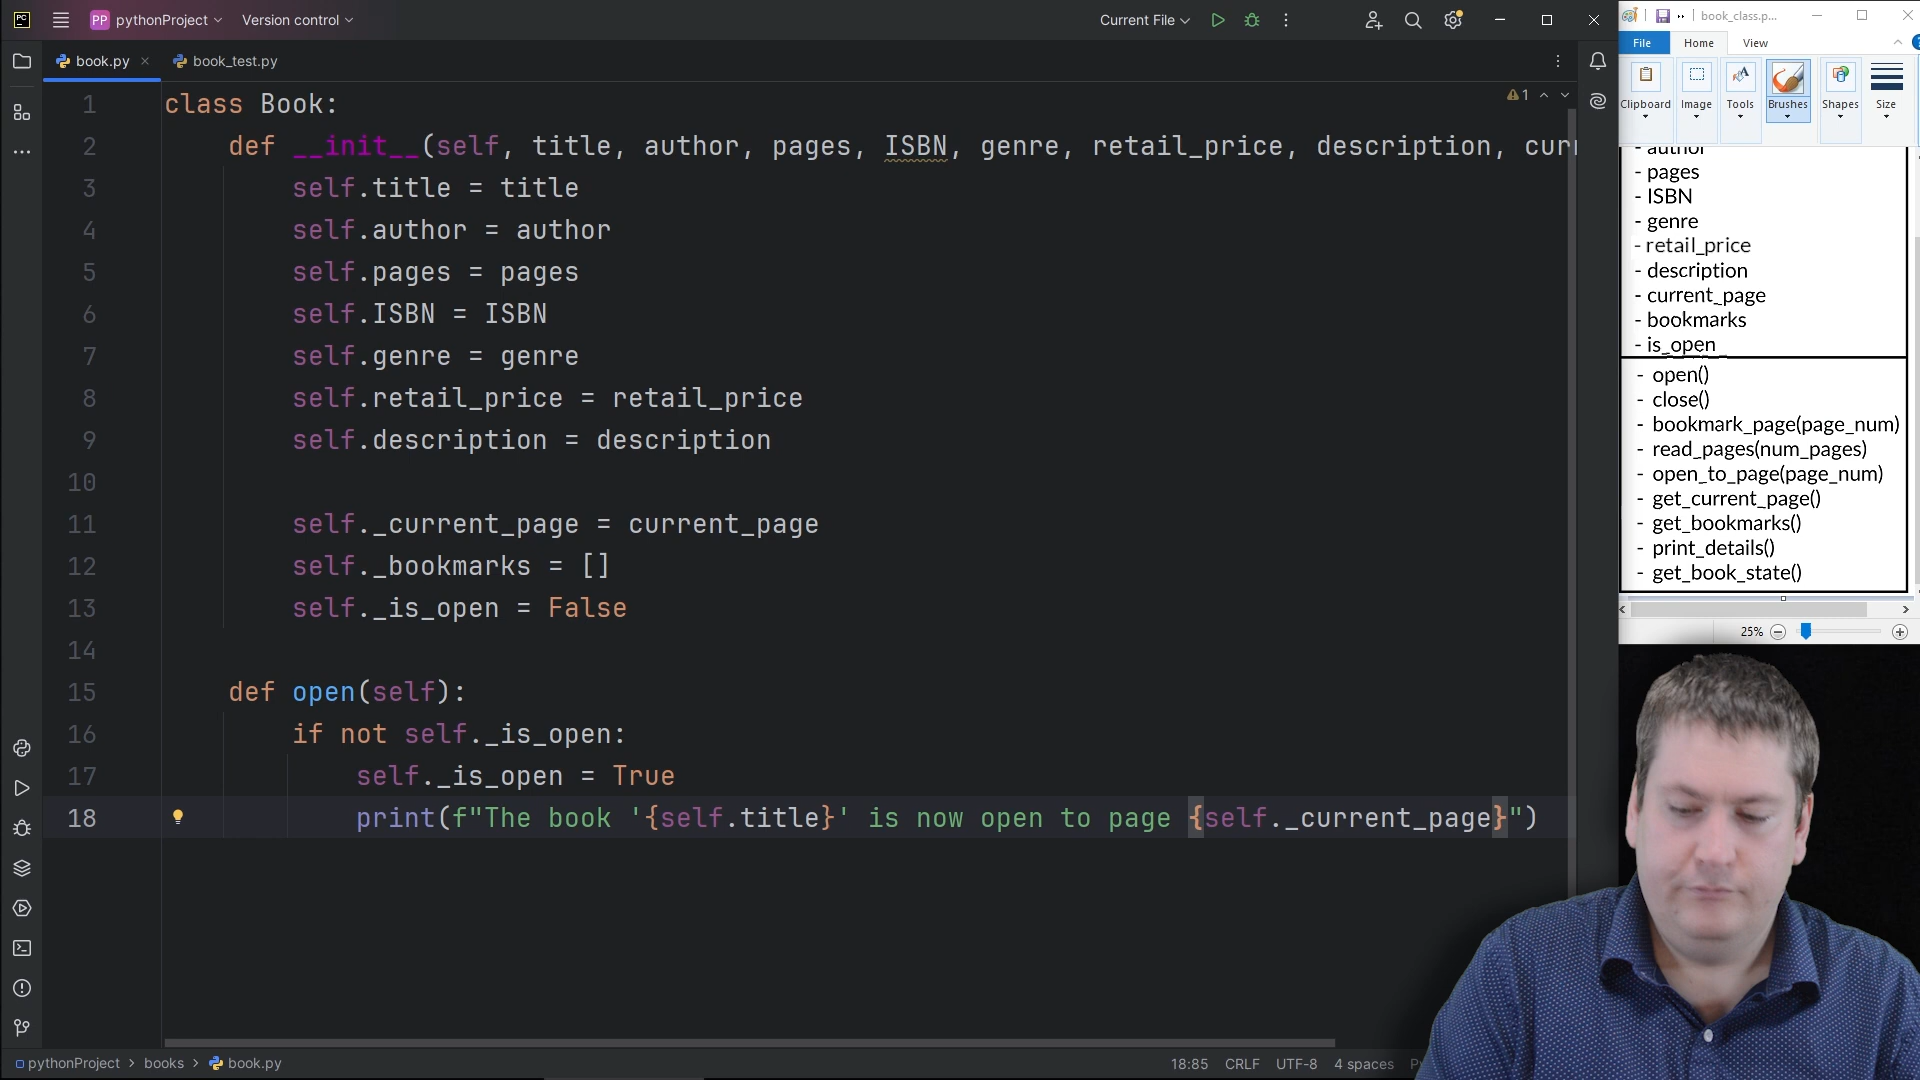 PC
PP pythonProject
Version control
Current File
book.py
book_test.py
1
1 class Book:
2 def __init__(self, title, author, pages, ISBN, genre, retail_price, description, curr
3 self.title = title
4 self.author = author
5 self.pages = pages
6 self.ISBN = ISBN
7 self.genre = genre
8 self.retail_price = retail_price
9 self.description = description
10
11 self._current_page = current_page
12 self._bookmarks = []
13 self._is_open = False
14
15 def open(self):
16 if not self._is_open:
17 self._is_open = True
18 print(f"The book '{self.title}' is now open to page {self._current_page}")
pythonProject > books > book.py
18:85 CRLF UTF-8 4 spaces
book_class.p...
File Home View
Clipboard Image Tools Brushes Shapes Size
- author
- pages
- ISBN
- genre
- retail_price
- description
- current_page
- bookmarks
- is_open
- open()
- close()
- bookmark_page(page_num)
- read_pages(num_pages)
- open_to_page(page_num)
- get_current_page()
- get_bookmarks()
- print_details()
- get_book_state()
25%